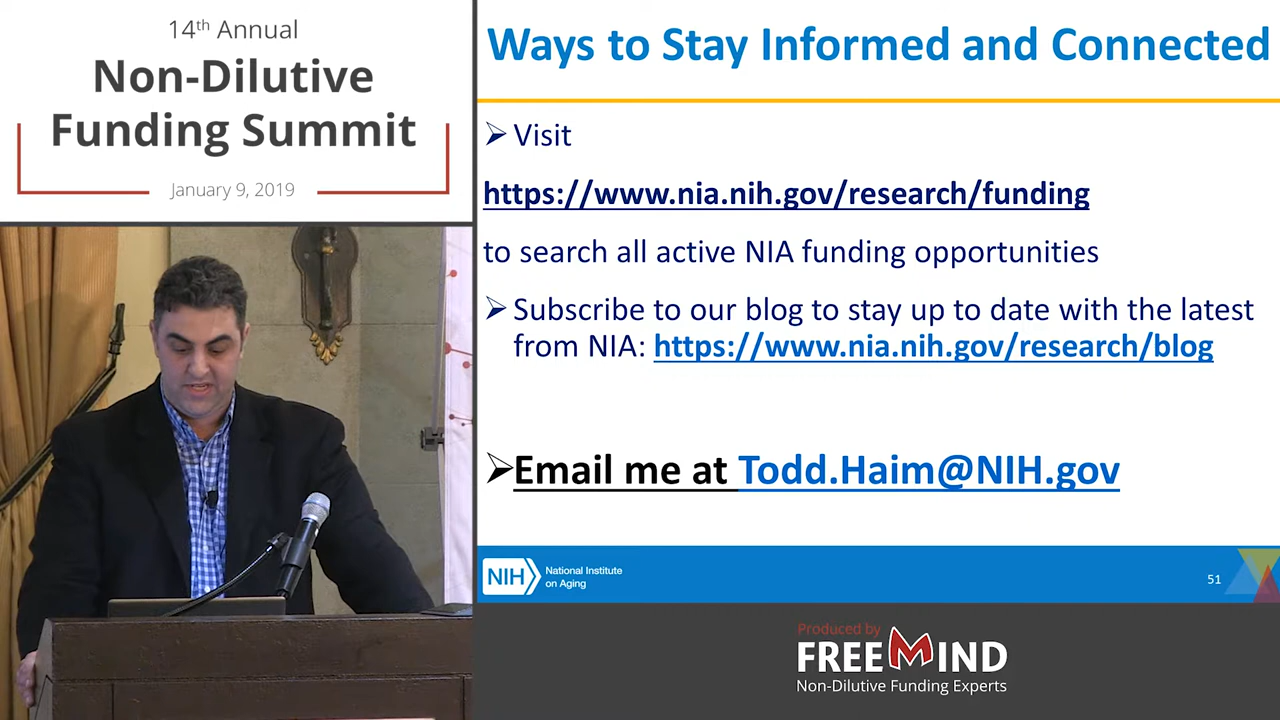 14th Annual
Non-Dilutive
Funding Summit
January 9, 2019
Ways to Stay Informed and Connected
➢ Visit
https://www.nia.nih.gov/research/funding
to search all active NIA funding opportunities
➢ Subscribe to our blog to stay up to date with the latest
from NIA: https://www.nia.nih.gov/research/blog
➢ Email me at Todd.Haim@NIH.gov
NIH National Institute
on Aging
51
Produced by
FREEMIND
Non-Dilutive Funding Experts